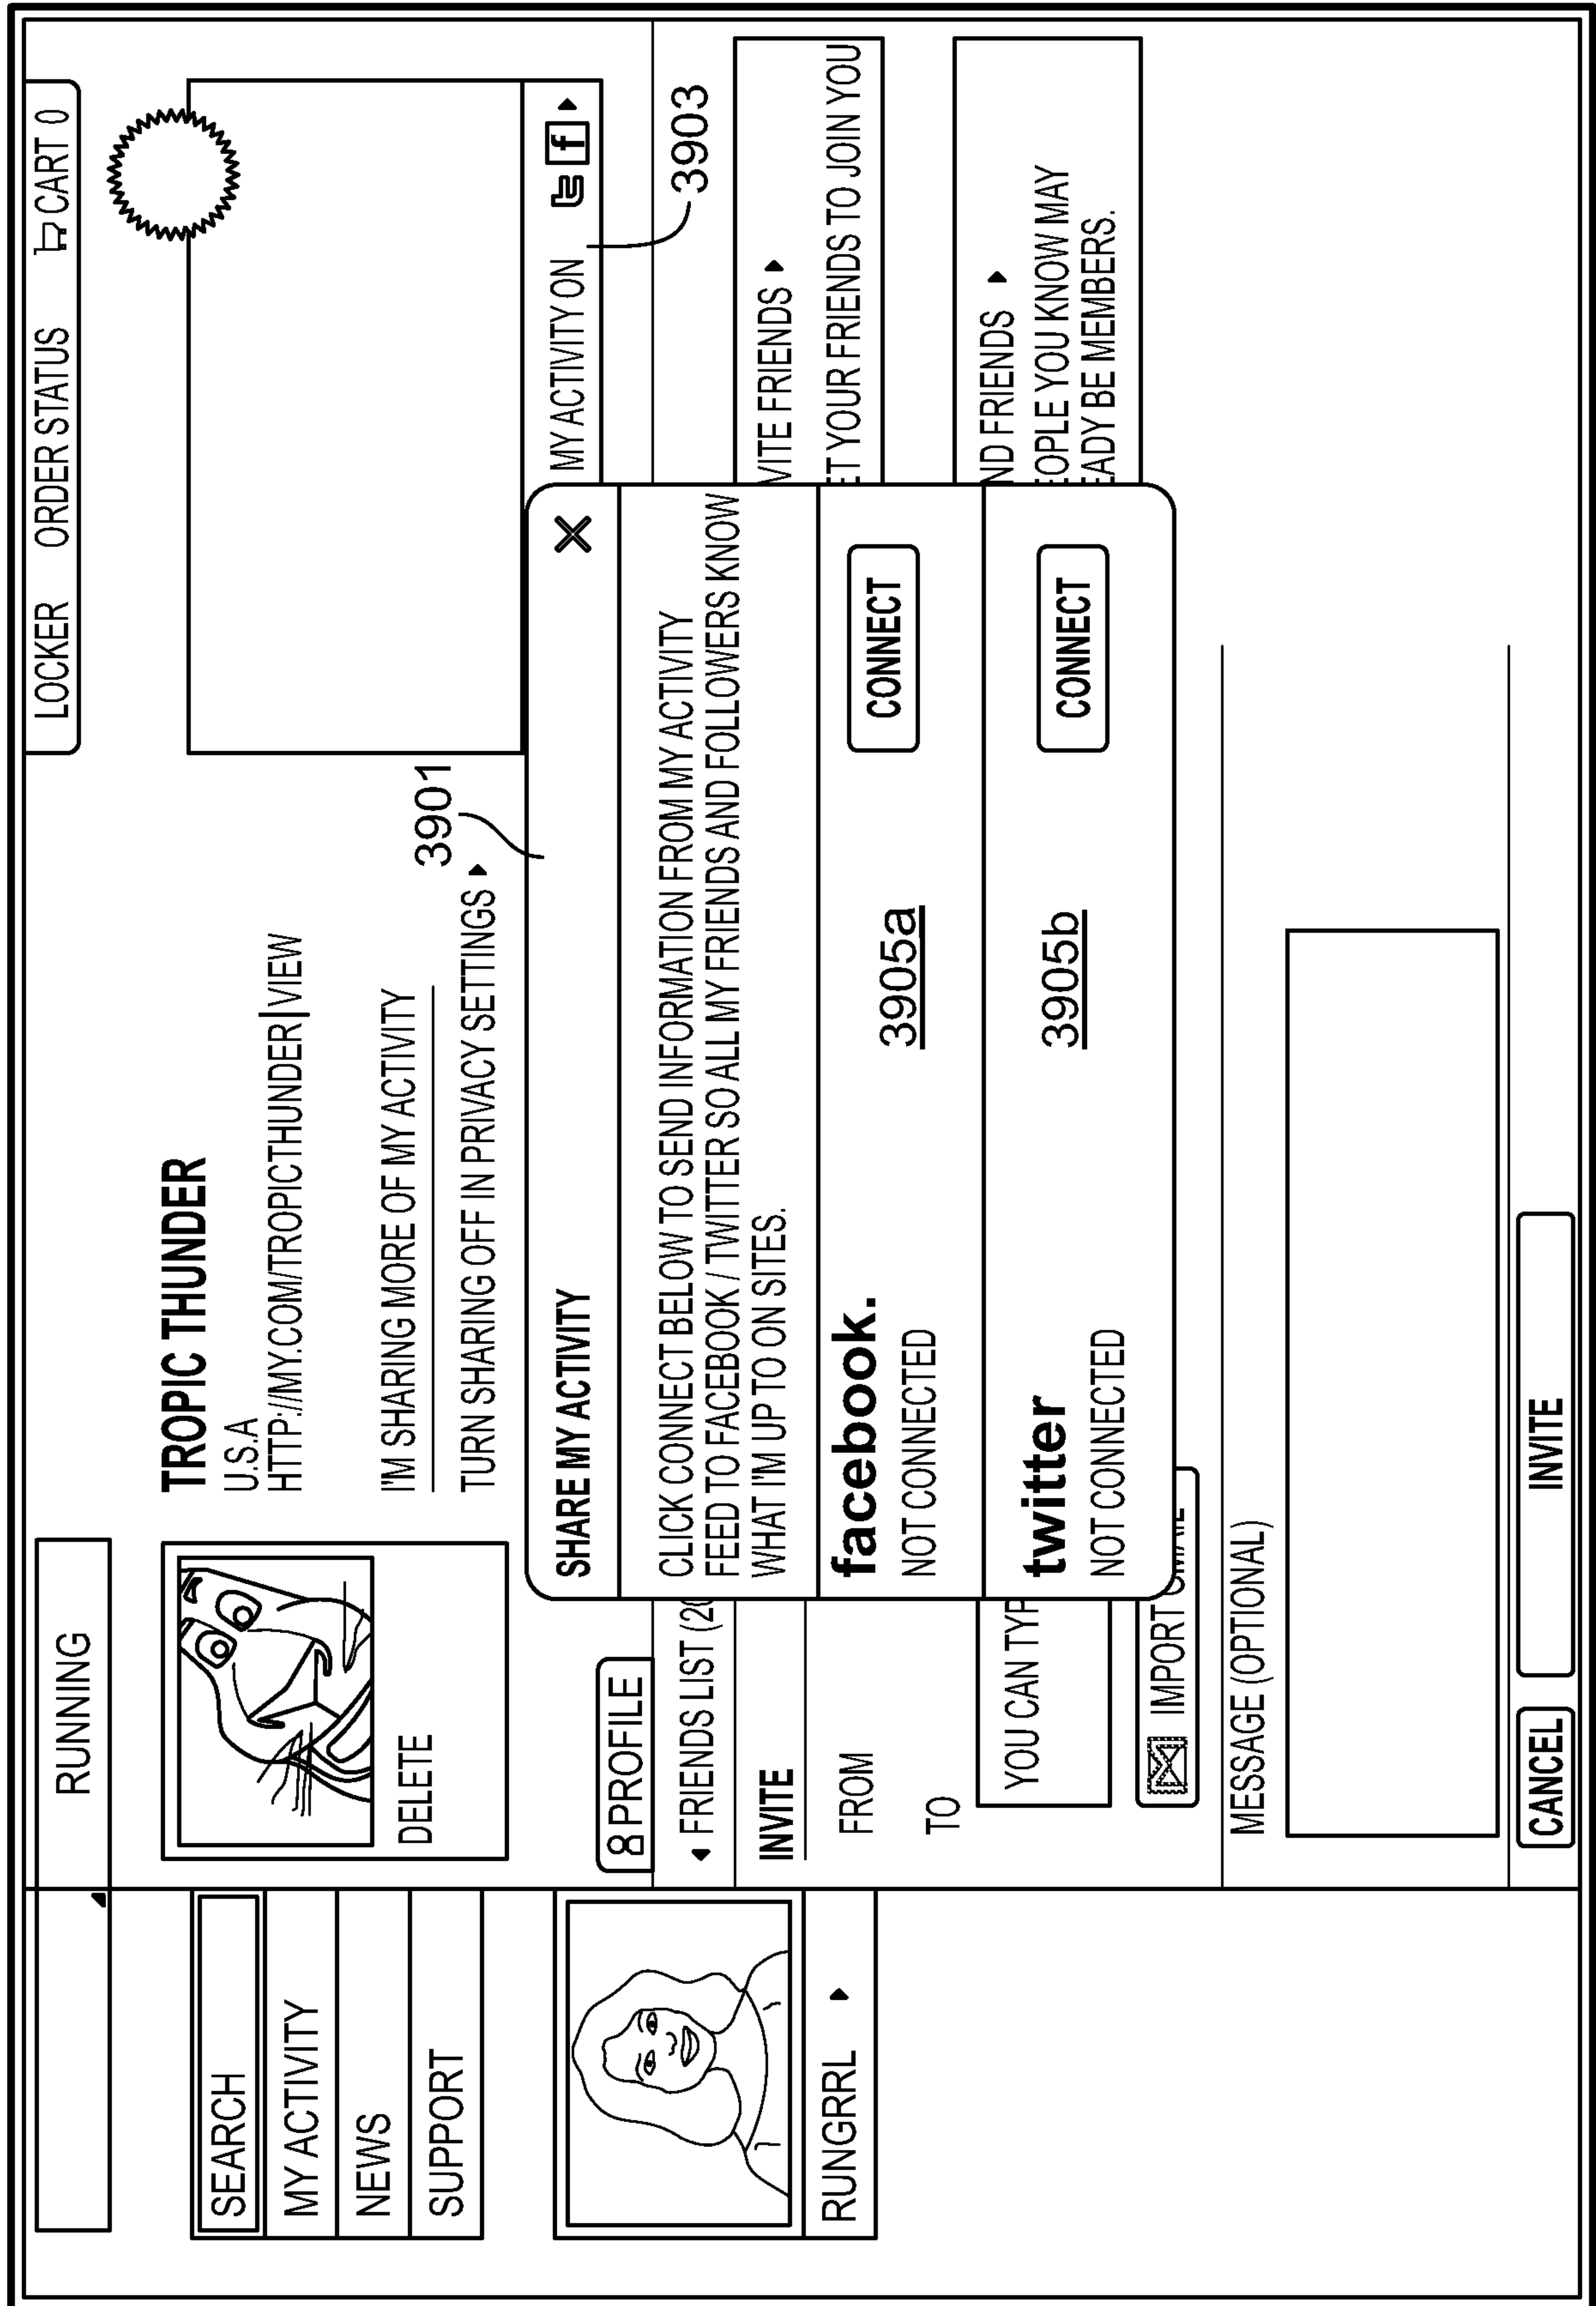 RUNNING
LOCKER ORDER STATUS CART 0
SEARCH
MY ACTIVITY
NEWS
SUPPORT
RUNGRRL
DELETE
TROPIC THUNDER
U.S.A
HTTP://MY.COM/TROPICTHUNDER|VIEW
I'M SHARING MORE OF MY ACTIVITY
TURN SHARING OFF IN PRIVACY SETTINGS
3901
MY ACTIVITY ON t f
3903
PROFILE
FRIENDS LIST (20
INVITE
FROM
TO
YOU CAN TYP
IMPORT
SHARE MY ACTIVITY X
CLICK CONNECT BELOW TO SEND INFORMATION FROM MY ACTIVITY
FEED TO FACEBOOK / TWITTER SO ALL MY FRIENDS AND FOLLOWERS KNOW
WHAT I'M UP TO ON SITES.
facebook.
NOT CONNECTED
3905a
CONNECT
twitter
NOT CONNECTED
3905b
CONNECT
VITE FRIENDS
ET YOUR FRIENDS TO JOIN YOU
ND FRIENDS
EOPLE YOU KNOW MAY
EADY BE MEMBERS.
MESSAGE (OPTIONAL)
CANCEL
INVITE